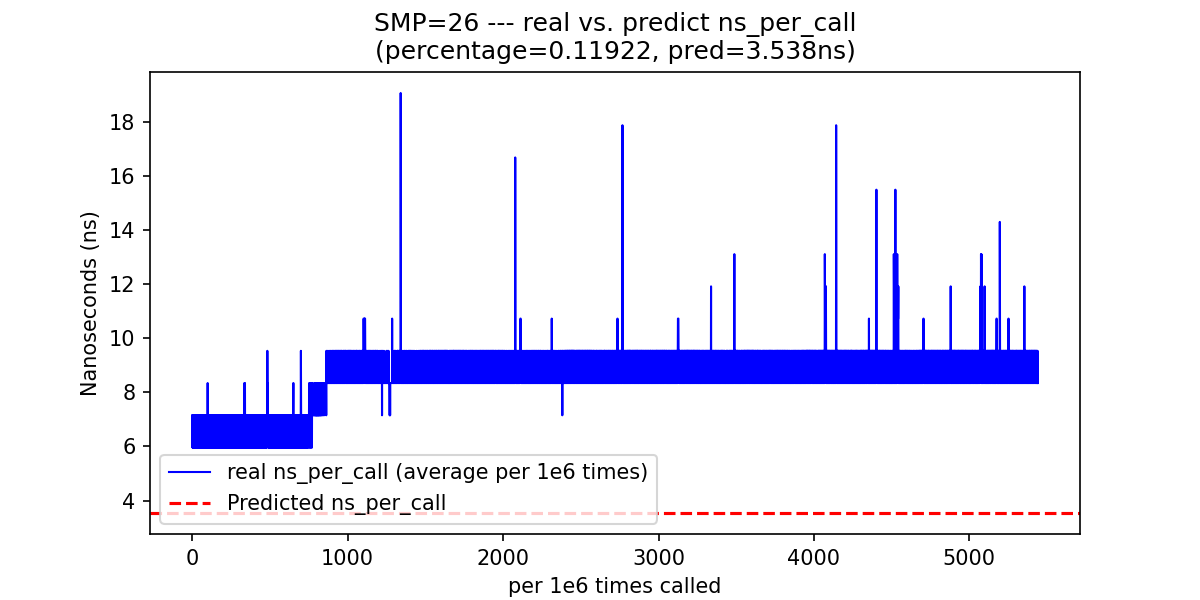 SMP=26 --- real vs. predict ns_per_call
(percentage=0.11922, pred=3.538ns)
18
16
14
12
10
8
6
4
Nanoseconds (ns)
real ns_per_call (average per 1e6 times)
Predicted ns_per_call
0 1000 2000 3000 4000 5000
per 1e6 times called